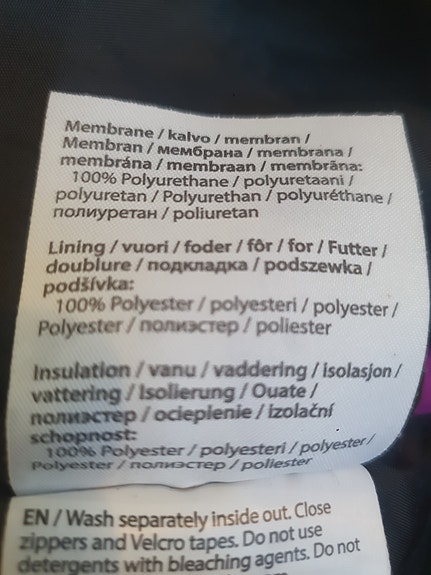 Membrane / kalvo / membran /
Membran / мембрана / membrana /
membrána / membraan / membrāna:
100% Polyurethane / polyuretaani /
polyuretan / Polyurethan / polyuréthane /
полиуретан / poliuretan
Lining / vuori / foder / fôr / for / Futter /
doublure / подкладка / podszewka /
podšívka:
100% Polyester / polyesteri / polyester /
Polyester / полиэстер / poliester
Insulation / vanu / vaddering / isolasjon /
vattering / Isolierung / Ouate /
полиэстер / ocieplenie / izolační
schopnost:
100% Polyester / polyesteri / polyester /
Polyester / полиэстер / poliester
EN / Wash separately inside out. Close
zippers and Velcro tapes. Do not use
detergents with bleaching agents. Do not